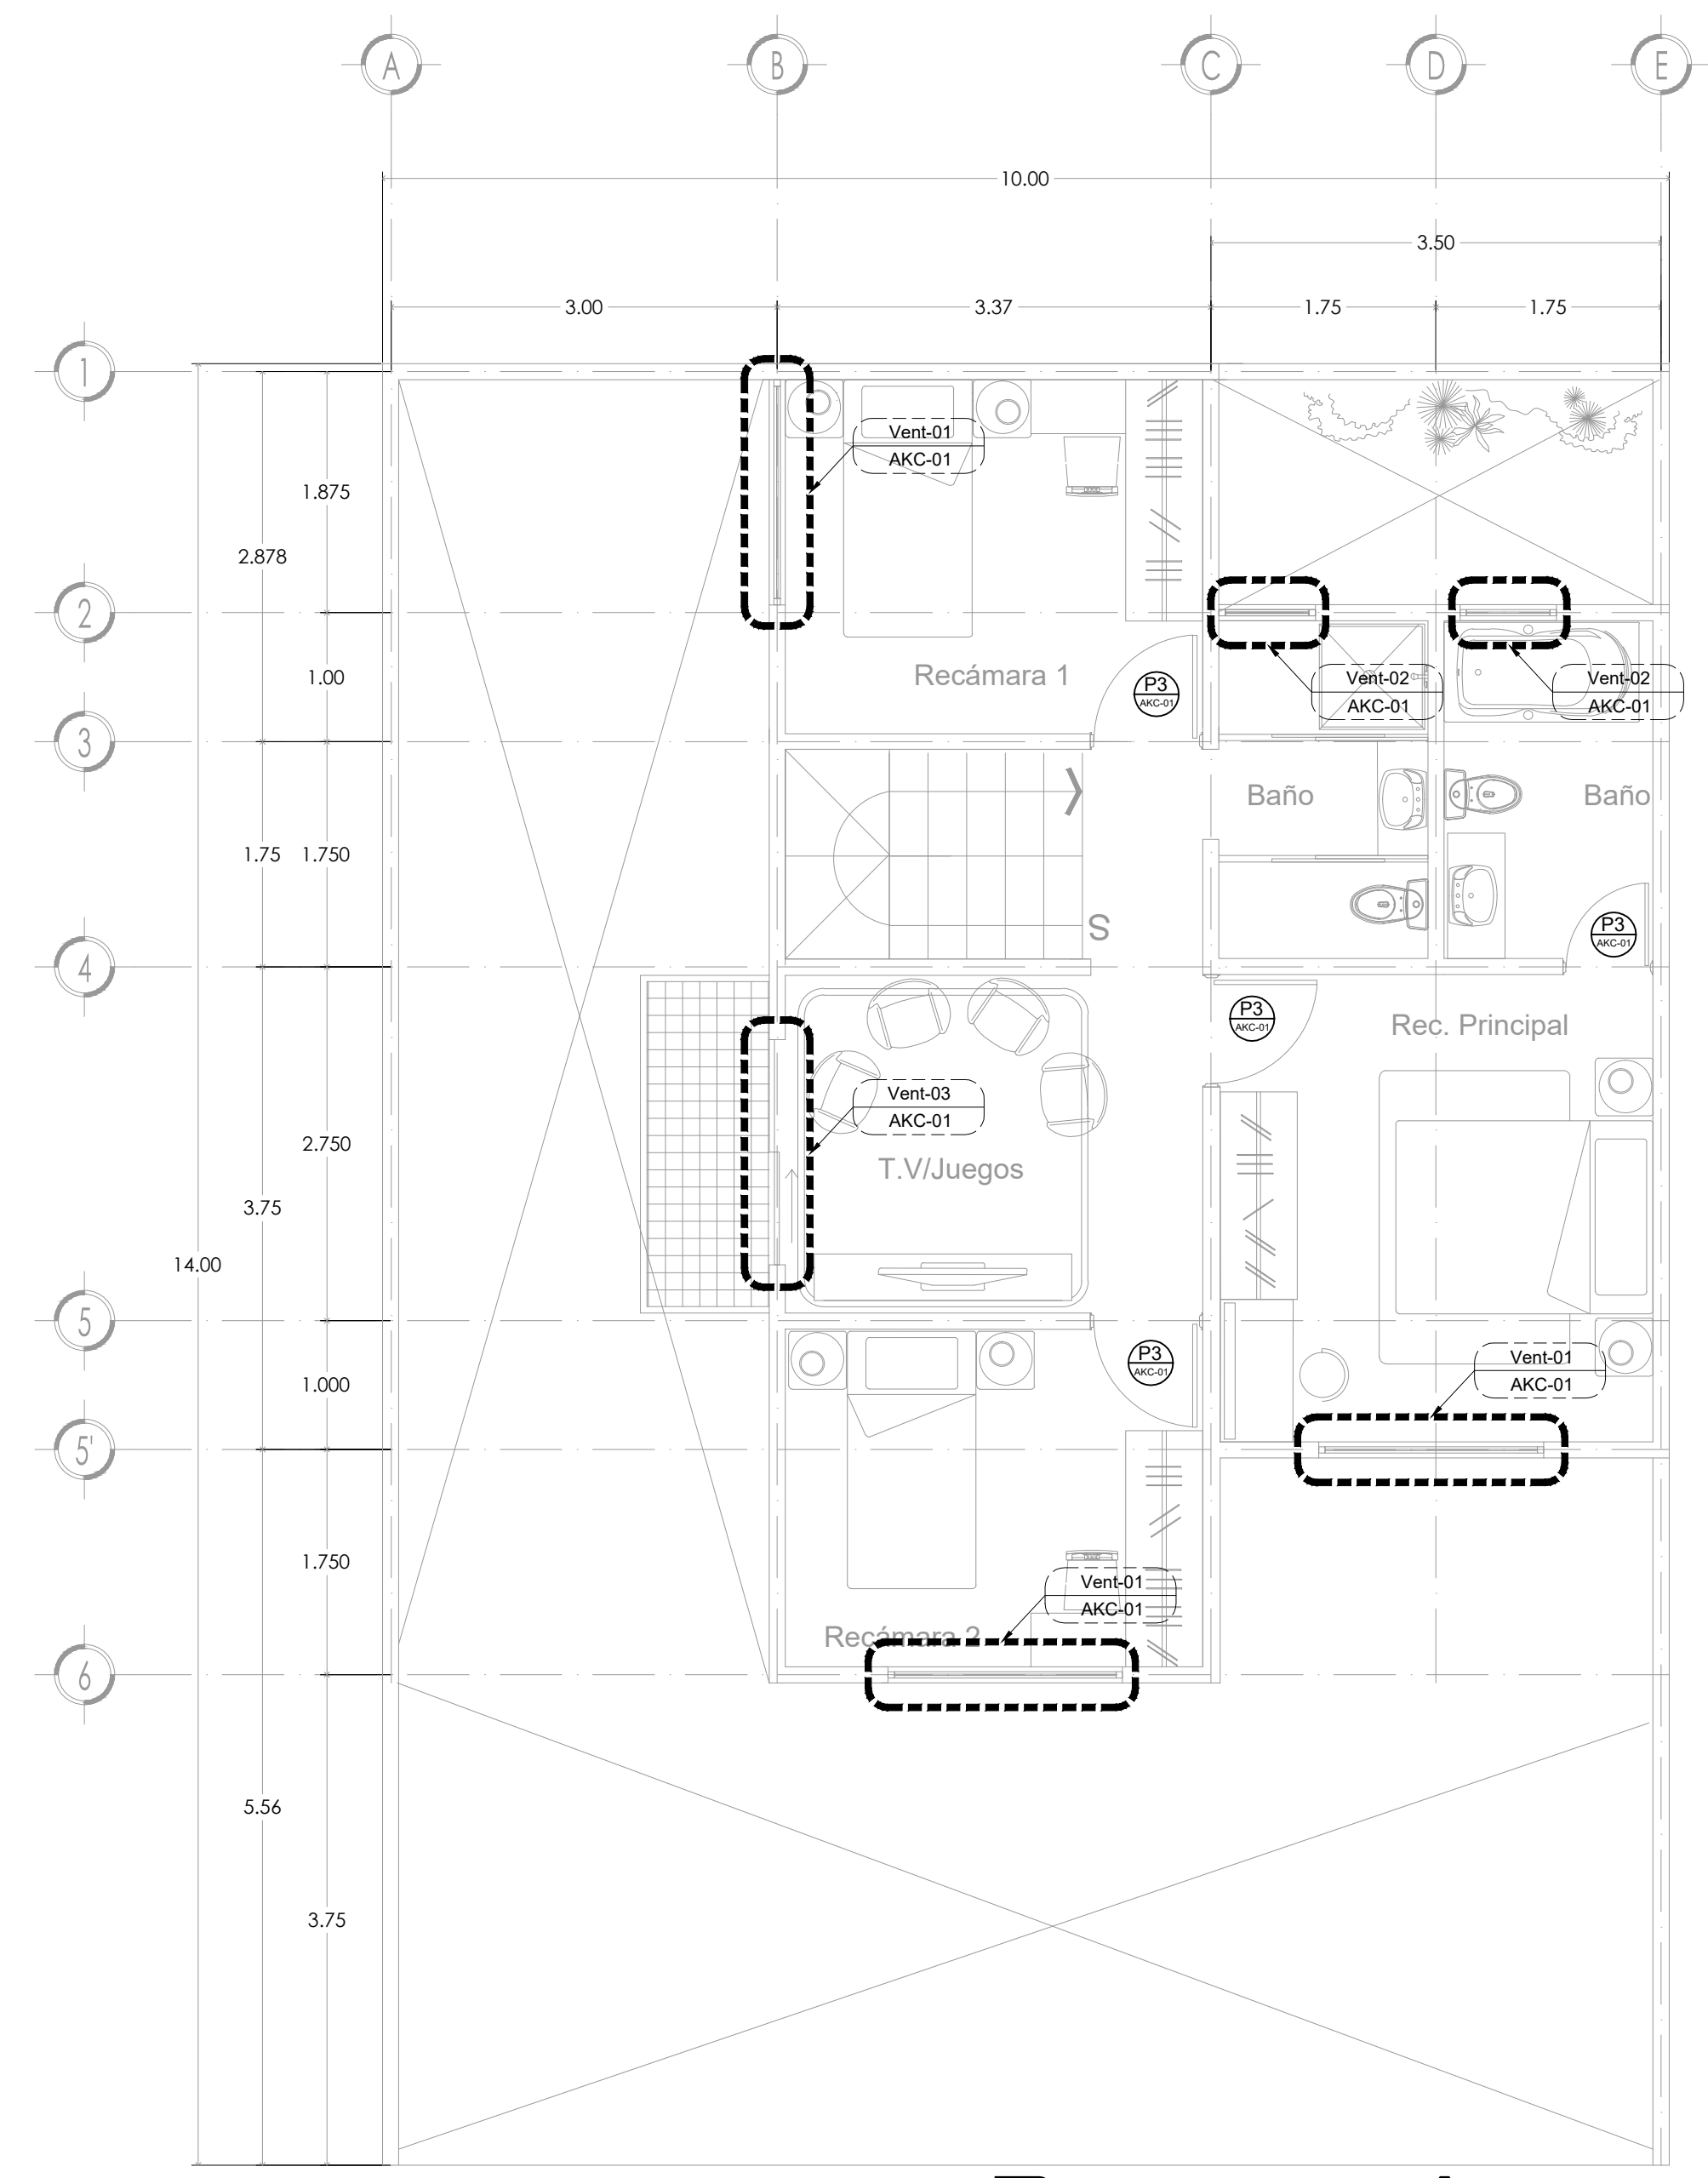 A
B
C
D
E
10.00
3.50
3.00
3.37
1.75
1.75
1
Vent-01
AKC-01
1.875
2.878
2
Recámara 1
1.00
P3
AKC-01
Vent-02
AKC-01
Vent-02
AKC-01
3
Baño
Baño
1.75
1.750
S
P3
AKC-01
4
P3
AKC-01
Rec. Principal
Vent-03
AKC-01
2.750
T.V/Juegos
3.75
14.00
5
P3
AKC-01
Vent-01
AKC-01
1.000
5'
1.750
Vent-01
AKC-01
Recámara 2
6
5.56
3.75